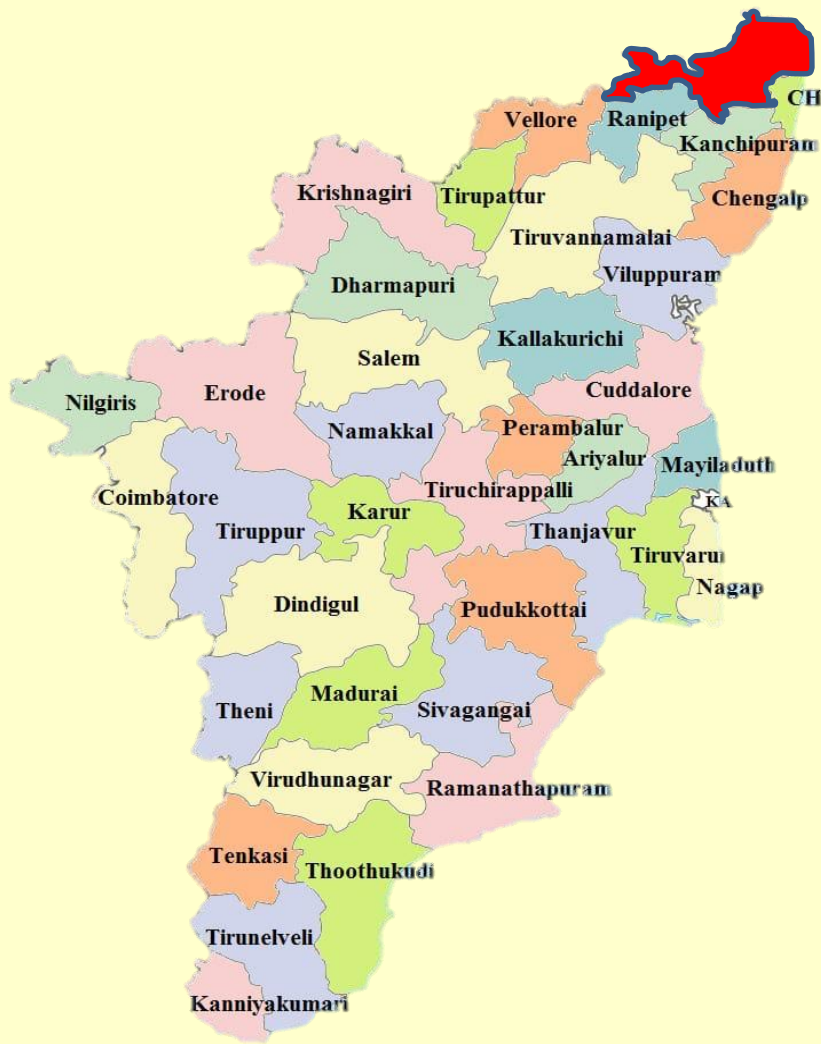 CH
Vellore
Ranipet
Kanchipuram
Krishnagiri
Tirupattur
Chengalp
Tiruvannamalai
Viluppuram
Dharmapuri
Kallakurichi
Salem
Cuddalore
Erode
Nilgiris
Namakkal
Perambalur
Ariyalur
Mayiladuth
Coimbatore
Tiruchirappalli
KA
Karur
Tiruppur
Thanjavur
Tiruvaru
Nagap
Dindigul
Pudukkottai
Madurai
Theni
Sivagangai
Virudhunagar
Ramanathapuram
Tenkasi
Thoothukudi
Tirunelveli
Kanniyakumari